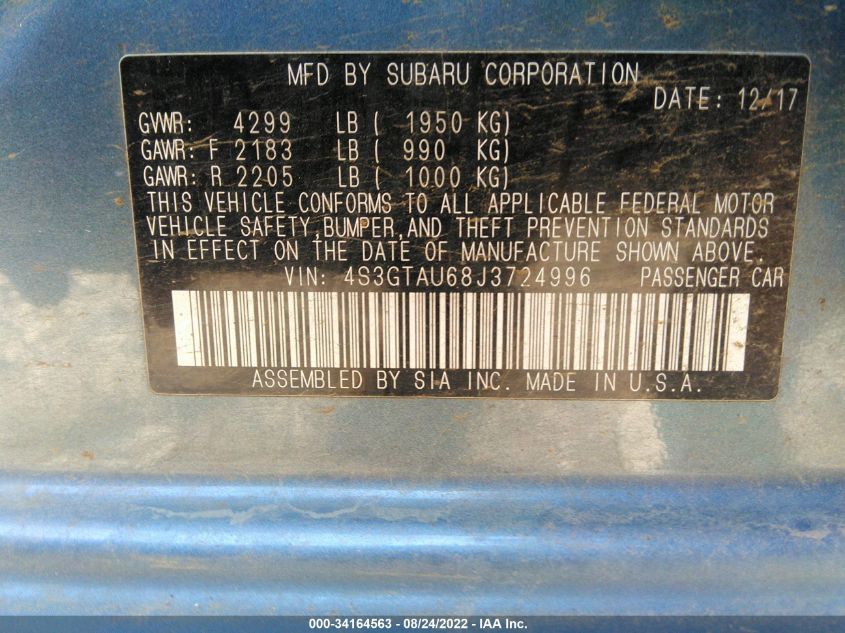 MFD BY SUBARU CORPORATION
DATE: 12/17
GVWR: 4299 LB ( 1950 KG)
GAWR: F 2183 LB ( 990 KG)
GAWR: R 2205 LB ( 1000 KG)
THIS VEHICLE CONFORMS TO ALL APPLICABLE FEDERAL MOTOR
VEHICLE SAFETY,BUMPER,AND THEFT PREVENTION STANDARDS
IN EFFECT ON THE DATE OF MANUFACTURE SHOWN ABOVE.
VIN: 4S3GTAU68J3724996 PASSENGER CAR
ASSEMBLED BY SIA INC. MADE IN U.S.A.
000-34164563 - 08/24/2022 - IAA Inc.